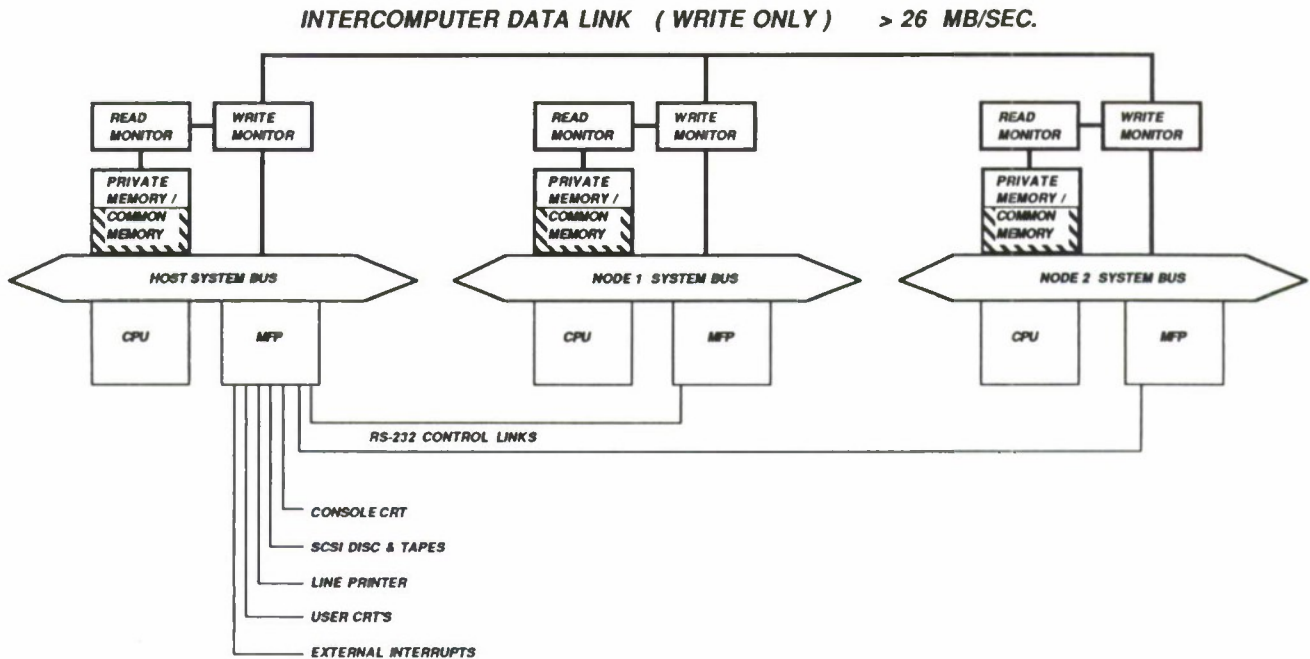 INTERCOMPUTER DATA LINK ( WRITE ONLY ) > 26 MB/SEC.
READ
MONITOR
WRITE
MONITOR
READ
MONITOR
WRITE
MONITOR
READ
MONITOR
WRITE
MONITOR
PRIVATE
MEMORY /
COMMON
MEMORY
PRIVATE
MEMORY /
COMMON
MEMORY
PRIVATE
MEMORY /
COMMON
MEMORY
HOST SYSTEM BUS
NODE 1 SYSTEM BUS
NODE 2 SYSTEM BUS
CPU
MFP
CPU
MFP
CPU
MFP
RS-232 CONTROL LINKS
CONSOLE CRT
SCSI DISC & TAPES
LINE PRINTER
USER CRT'S
EXTERNAL INTERRUPTS